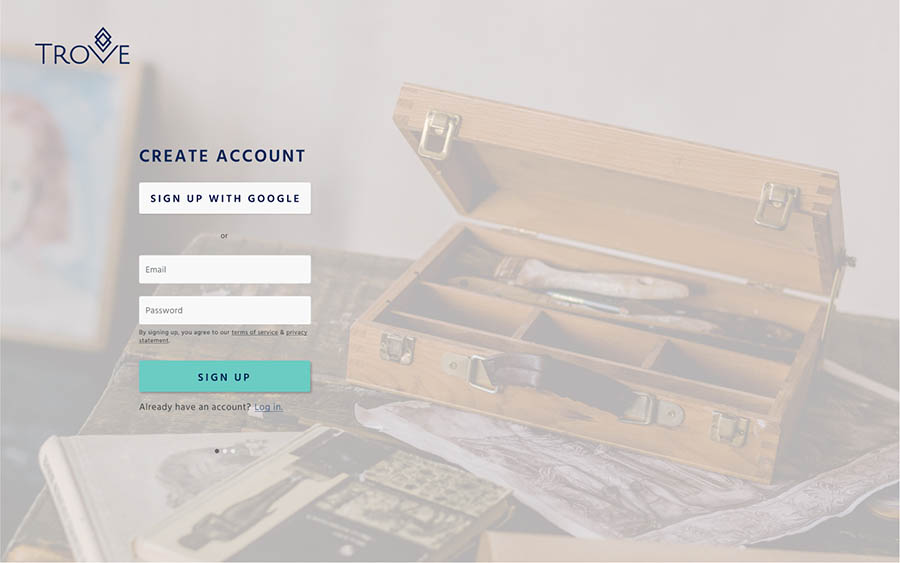 TROVE
CREATE ACCOUNT
SIGN UP WITH GOOGLE
or
Email
Password
By signing up, you agree to our terms of service & privacy
statement.
SIGN UP
Already have an account? Log in.